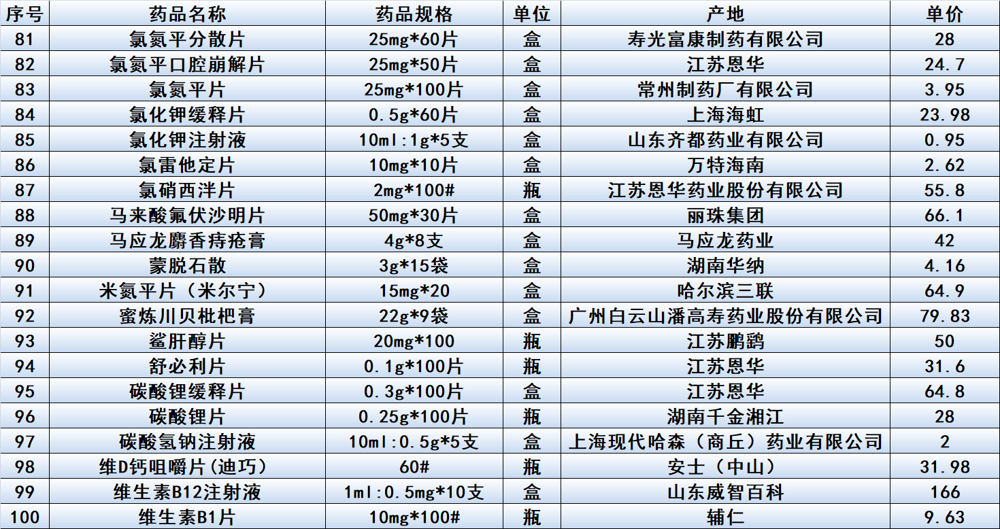 序号 药品名称 药品规格 单位 产地 单价
81 氯氮平分散片 25mg*60片 盒 寿光富康制药有限公司 28
82 氯氮平口腔崩解片 25mg*50片 盒 江苏恩华 24.7
83 氯氮平片 25mg*100片 盒 常州制药厂有限公司 3.95
84 氯化钾缓释片 0.5g*60片 盒 上海海虹 23.98
85 氯化钾注射液 10ml:1g*5支 盒 山东齐都药业有限公司 0.95
86 氯雷他定片 10mg*10片 盒 万特海南 2.62
87 氯硝西泮片 2mg*100# 瓶 江苏恩华药业股份有限公司 55.8
88 马来酸氟伏沙明片 50mg*30片 盒 丽珠集团 66.1
89 马应龙麝香痔疮膏 4g*8支 盒 马应龙药业 42
90 蒙脱石散 3g*15袋 盒 湖南华纳 4.16
91 米氮平片（米尔宁） 15mg*20 盒 哈尔滨三联 64.9
92 蜜炼川贝枇杷膏 22g*9袋 盒 广州白云山潘高寿药业股份有限公司 79.83
93 鲨肝醇片 20mg*100 瓶 江苏鹏鹞 50
94 舒必利片 0.1g*100片 瓶 江苏恩华 31.6
95 碳酸锂缓释片 0.3g*100片 盒 江苏恩华 64.8
96 碳酸锂片 0.25g*100片 瓶 湖南千金湘江 28
97 碳酸氢钠注射液 10ml:0.5g*5支 盒 上海现代哈森（商丘）药业有限公司 2
98 维D钙咀嚼片(迪巧） 60# 瓶 安士（中山） 31.98
99 维生素B12注射液 1ml:0.5mg*10支 盒 山东威智百科 166
100 维生素B1片 10mg*100# 瓶 辅仁 9.63